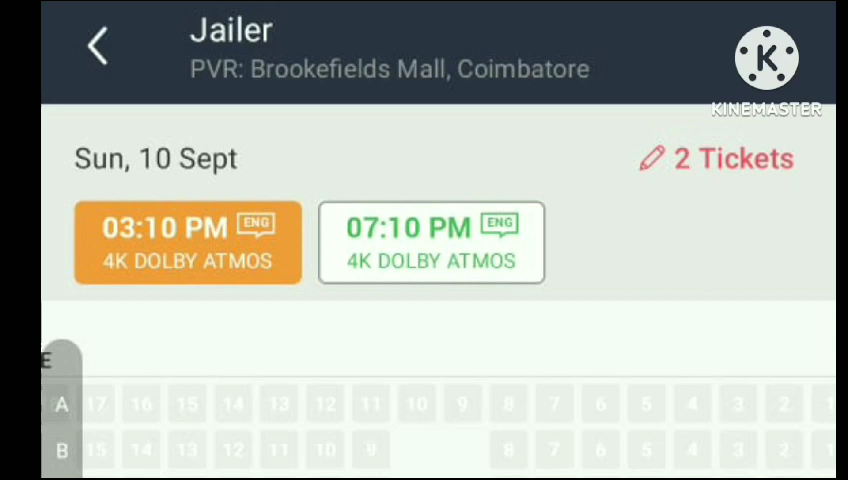 Jailer
PVR: Brookefields Mall, Coimbatore
K
KINEMASTER
Sun, 10 Sept
2 Tickets
03:10 PM ENG
4K DOLBY ATMOS
07:10 PM ENG
4K DOLBY ATMOS
E
A 17 16 15 14 13 12 11 10 9 8 7 6 5 4 3 2 1
B 15 14 13 12 11 10 9 8 7 6 5 4 3 2 1